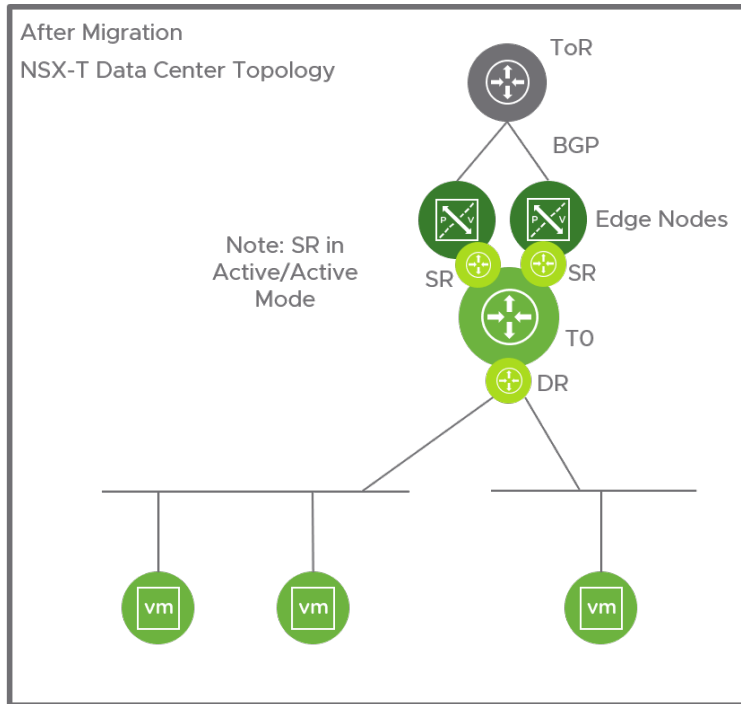 After Migration
NSX-T Data Center Topology
ToR
BGP
P V
P V
Edge Nodes
Note: SR in
Active/Active
Mode
SR
SR
T0
DR
vm
vm
vm